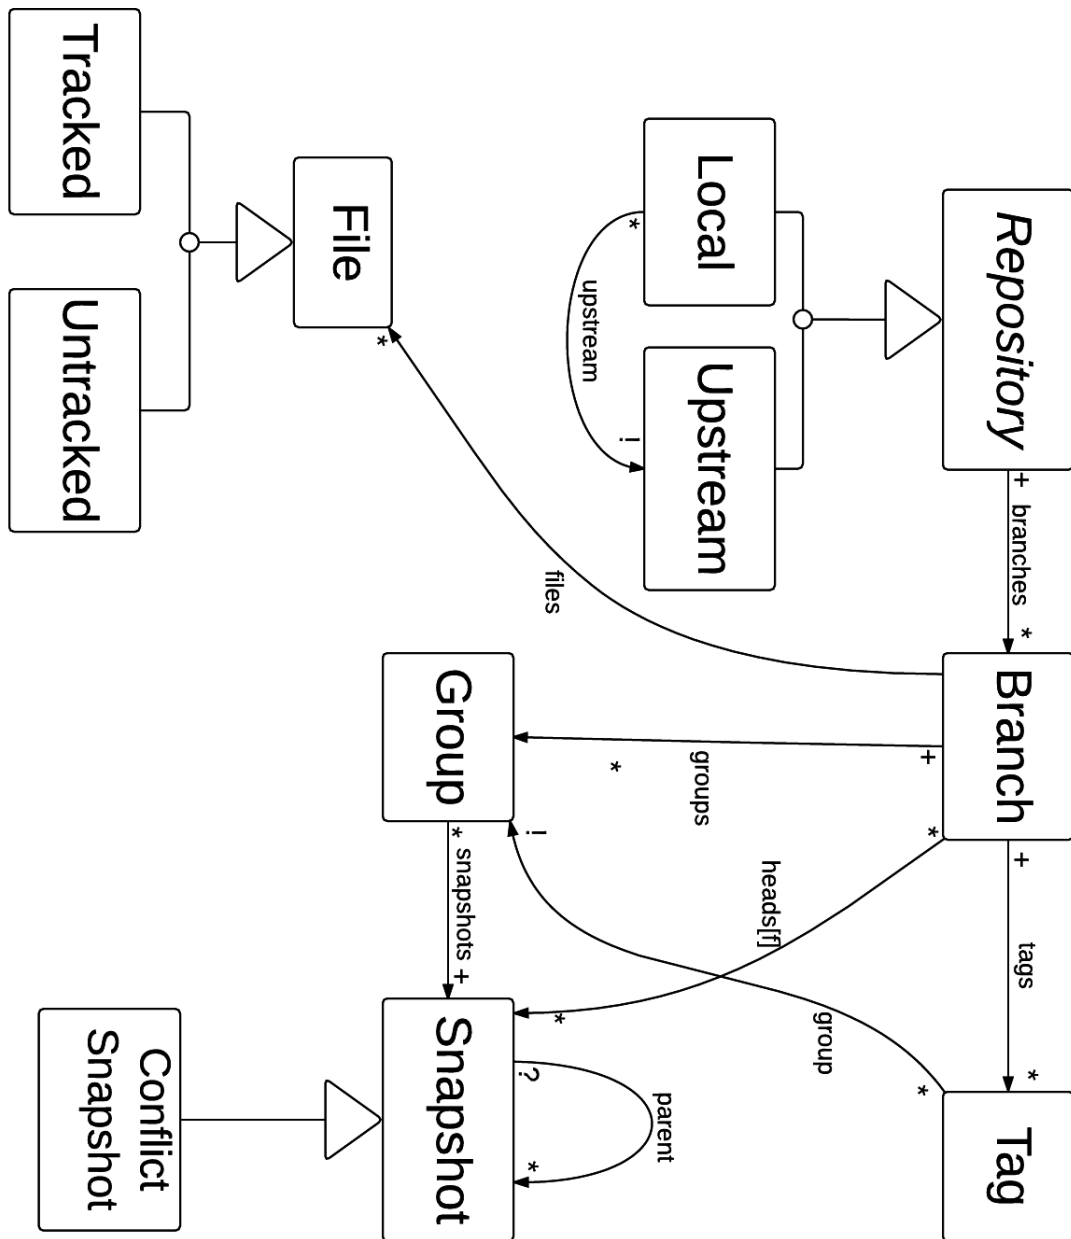 Repository
+
branches
*
Branch
+
tags
*
Tag
Local
Upstream
*
upstream
!
files
+
groups
*
*
heads[f]
*
*
group
!
File
*
Group
*
snapshots
+
Snapshot
?
parent
*
Tracked
Untracked
Conflict
Snapshot